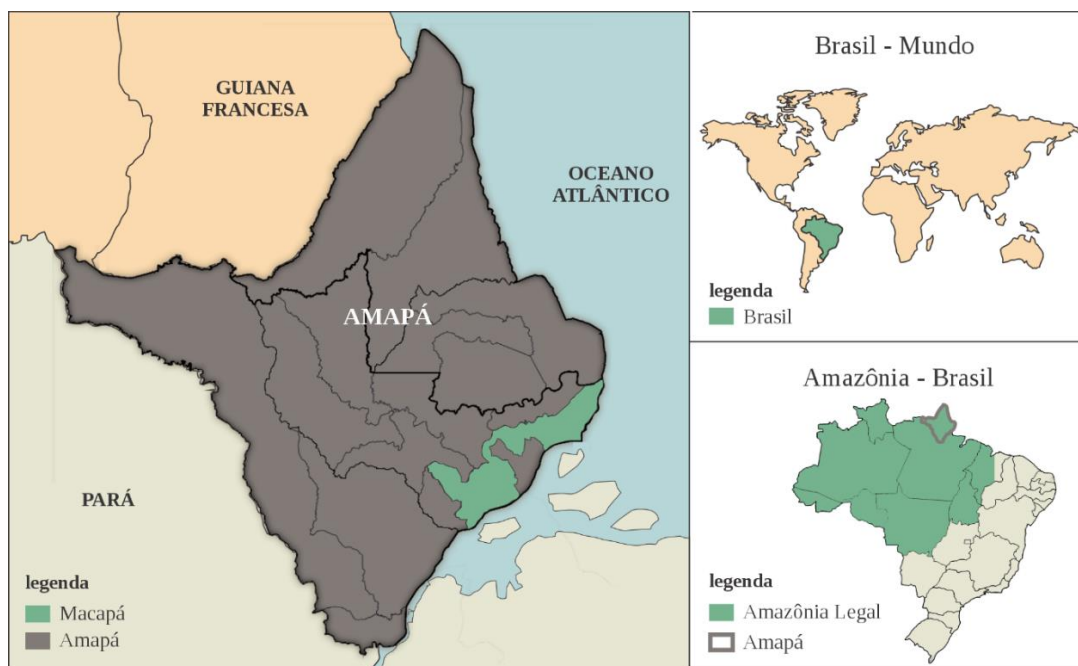 GUIANA
FRANCESA
OCEANO
ATLÂNTICO
AMAPÁ
PARÁ
legenda
Macapá
Amapá
Brasil - Mundo
legenda
Brasil
Amazônia - Brasil
legenda
Amazônia Legal
Amapá